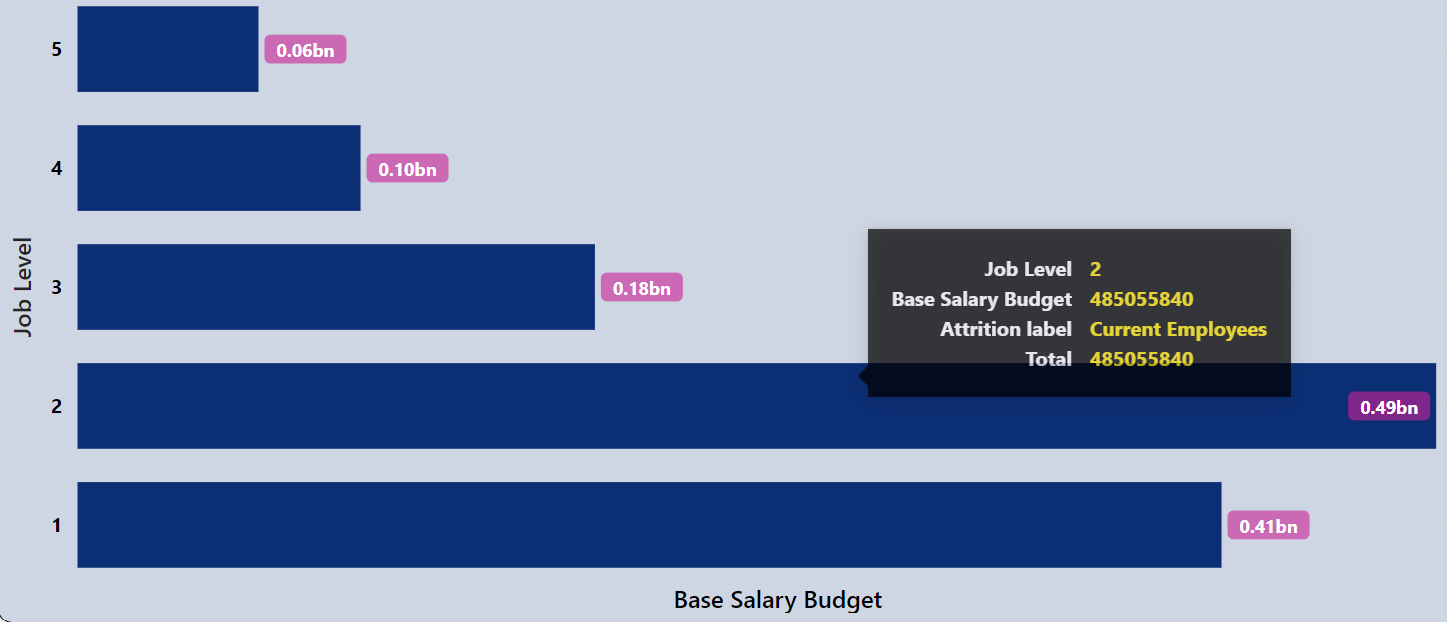 5
0.06bn
4
0.10bn
Job Level
3
0.18bn
Job Level 2
Base Salary Budget 485055840
Attrition label Current Employees
Total 485055840
2
0.49bn
1
0.41bn
Base Salary Budget